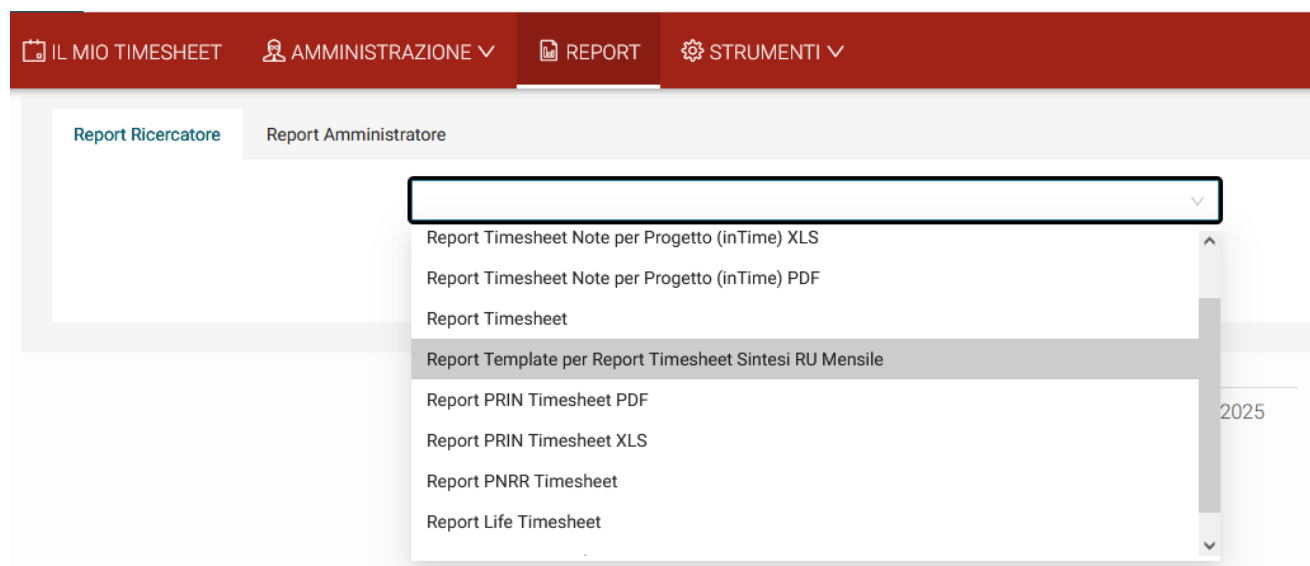 IL MIO TIMESHEET AMMINISTRAZIONE REPORT STRUMENTI
Report Ricercatore Report Amministratore
Report Timesheet Note per Progetto (inTime) XLS
Report Timesheet Note per Progetto (inTime) PDF
Report Timesheet
Report Template per Report Timesheet Sintesi RU Mensile
Report PRIN Timesheet PDF
2025
Report PRIN Timesheet XLS
Report PNRR Timesheet
Report Life Timesheet